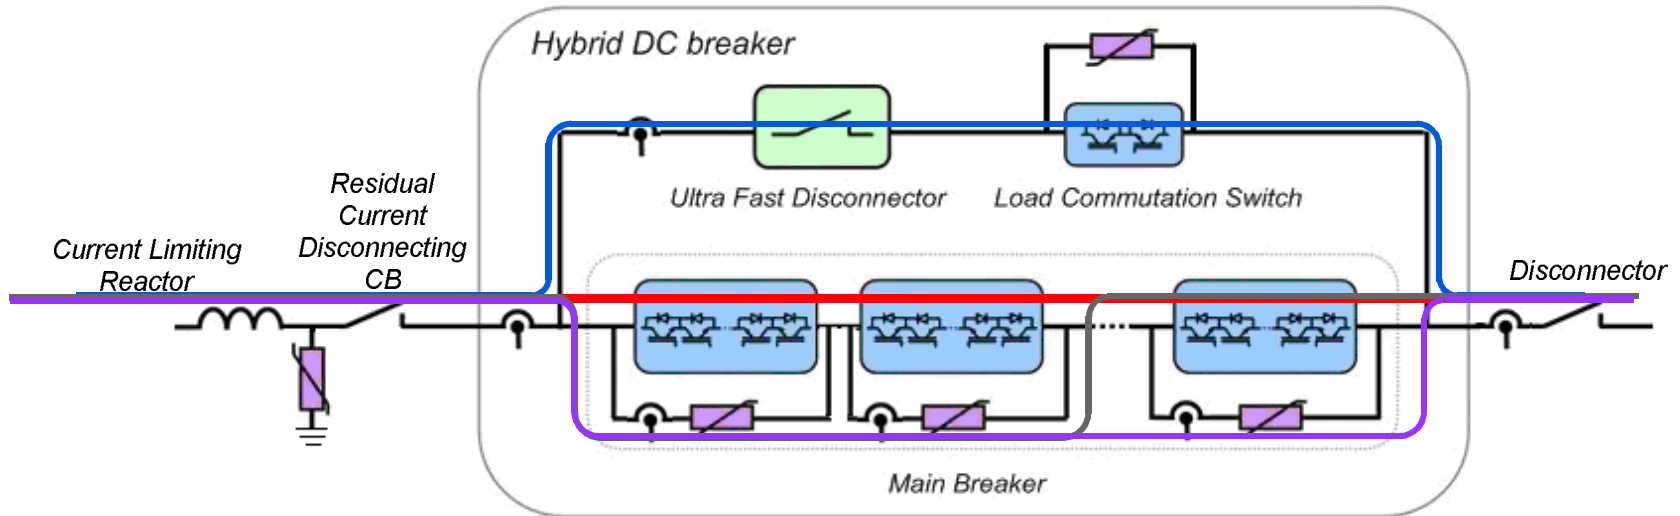 Hybrid DC breaker
Ultra Fast Disconnector
Load Commutation Switch
Residual
Current
Disconnecting
CB
Current Limiting
Reactor
Disconnector
Main Breaker